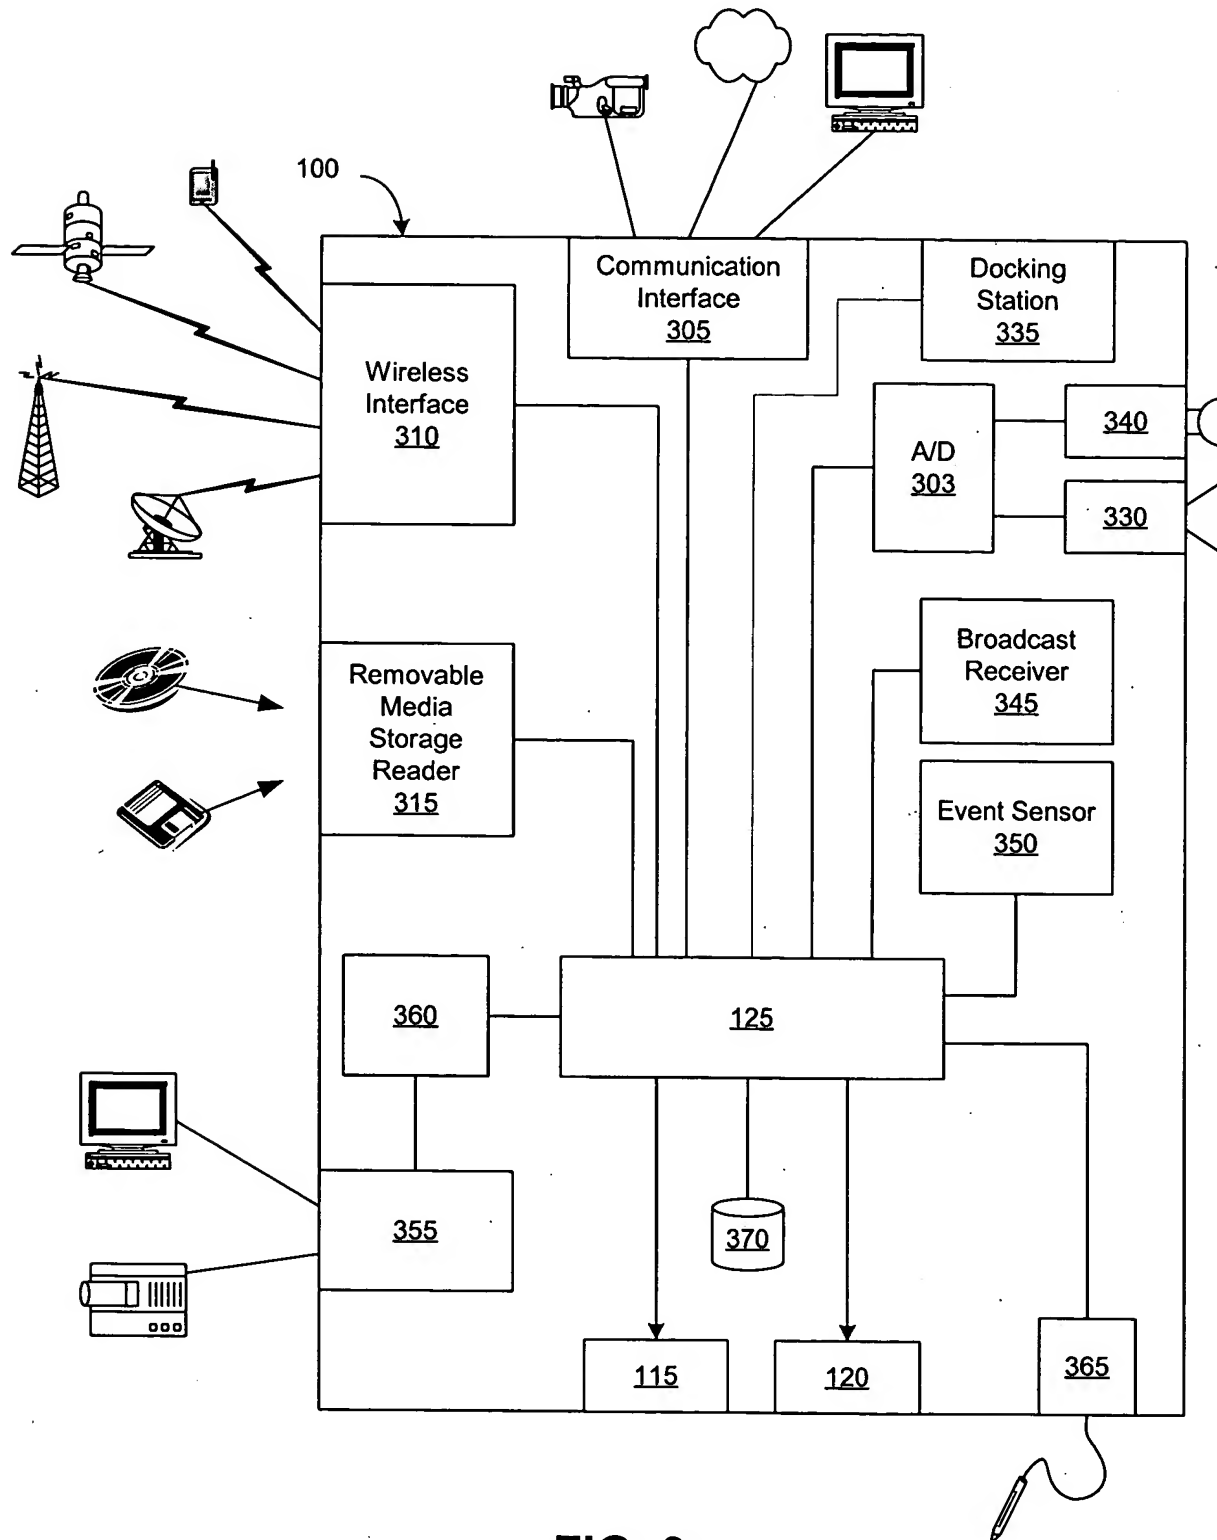 100
Communication
Interface
305
Docking
Station
335
Wireless
Interface
310
A/D
303
340
330
Removable
Media
Storage
Reader
315
Broadcast
Receiver
345
Event Sensor
350
360
125
355
370
115
120
365